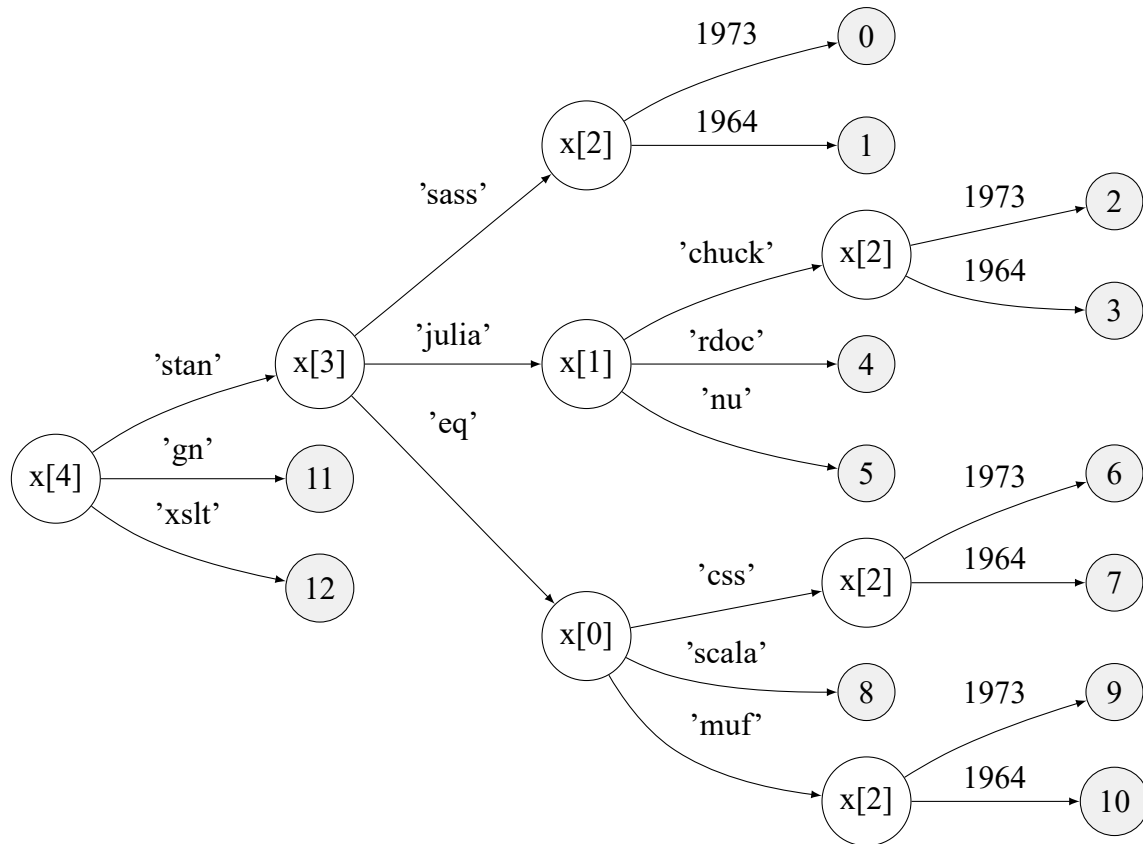 1973
0
x[2]
1964
1
’sass’
1973
2
’chuck’
x[2]
1964
3
’julia’
’rdoc’
’stan’
x[3]
x[1]
4
’nu’
’eq’
’gn’
1973
6
x[4]
11
5
’xslt’
’css’
x[2]
1964
7
12
x[0]
’scala’
8
1973
9
’muf’
1964
x[2]
10